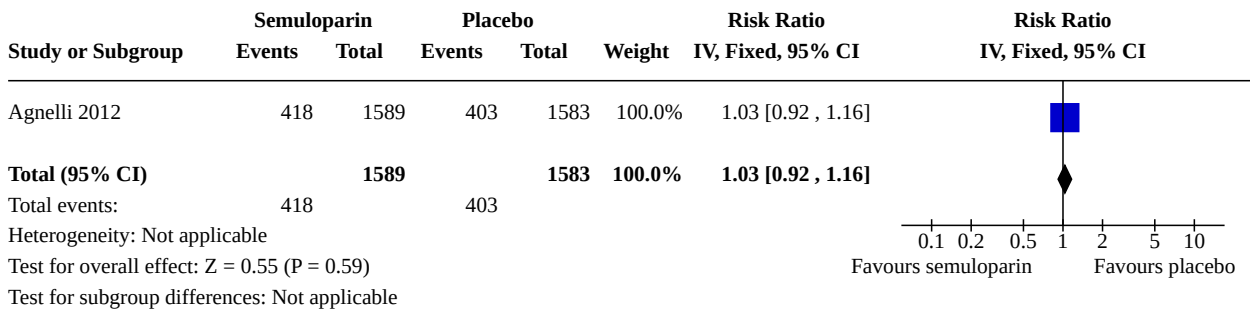 Semuloparin Placebo Risk Ratio Risk Ratio
Study or Subgroup Events Total Events Total Weight IV, Fixed, 95% CI IV, Fixed, 95% CI
Agnelli 2012 418 1589 403 1583 100.0% 1.03 [0.92 , 1.16]
Total (95% CI) 1589 1583 100.0% 1.03 [0.92 , 1.16]
Total events: 418 403
Heterogeneity: Not applicable 0.1 0.2 0.5 1 2 5 10
Test for overall effect: Z = 0.55 (P = 0.59) Favours semuloparin Favours placebo
Test for subgroup differences: Not applicable